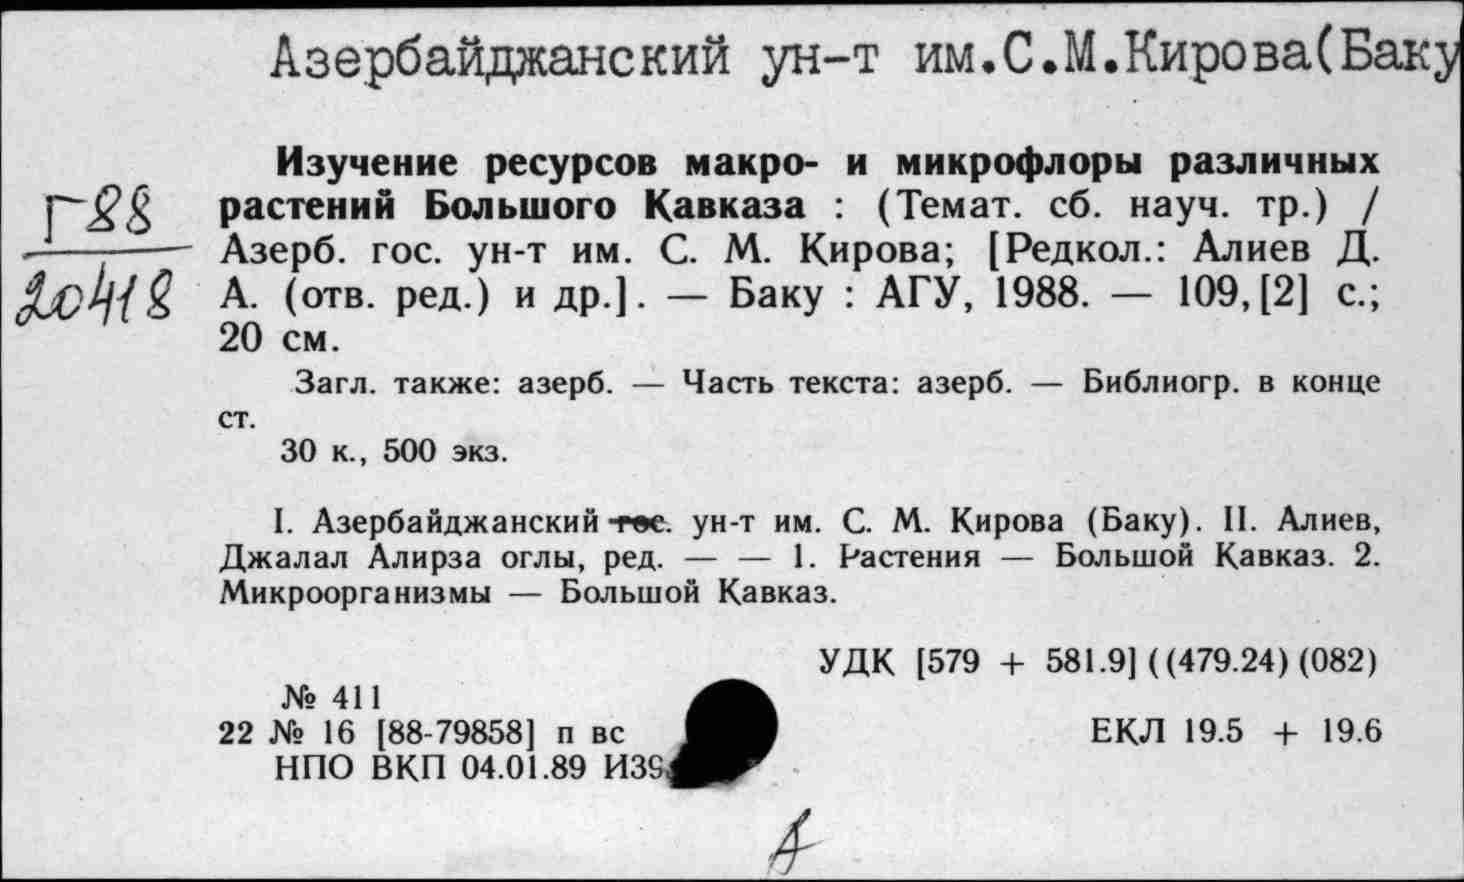 Азербайджанский ун-т им.С.М.Кирова(Баку
Изучение ресурсов макро- и микрофлоры различных
Г-88
растений Большого Кавказа : (Темат. сб. науч. тр.) /
Азерб. гос. ун-т им. С. М. Кирова; [Редкол.: Алиев Д.
А. (отв. ред.) и др.]. — Баку : АГУ, 1988. — 109,[2] с.;
20 см.
Загл. также: азерб. — Часть текста: азерб. — Библиогр. в конце
ст.
30 к., 500 экз.
I. Азербайджанский гос. ун-т им. С. М. Кирова (Баку). II. Алиев,
Джалал Алирза оглы, ред. — — 1. Растения — Большой Кавказ. 2.
Микроорганизмы — Большой Кавказ.
УДК [579 + 581.9] ((479.24) (082)
№ 411
22 № 16 [88-79858] п вс
ЕКЛ 19.5 + 19.6
НПО ВКП 04.01.89